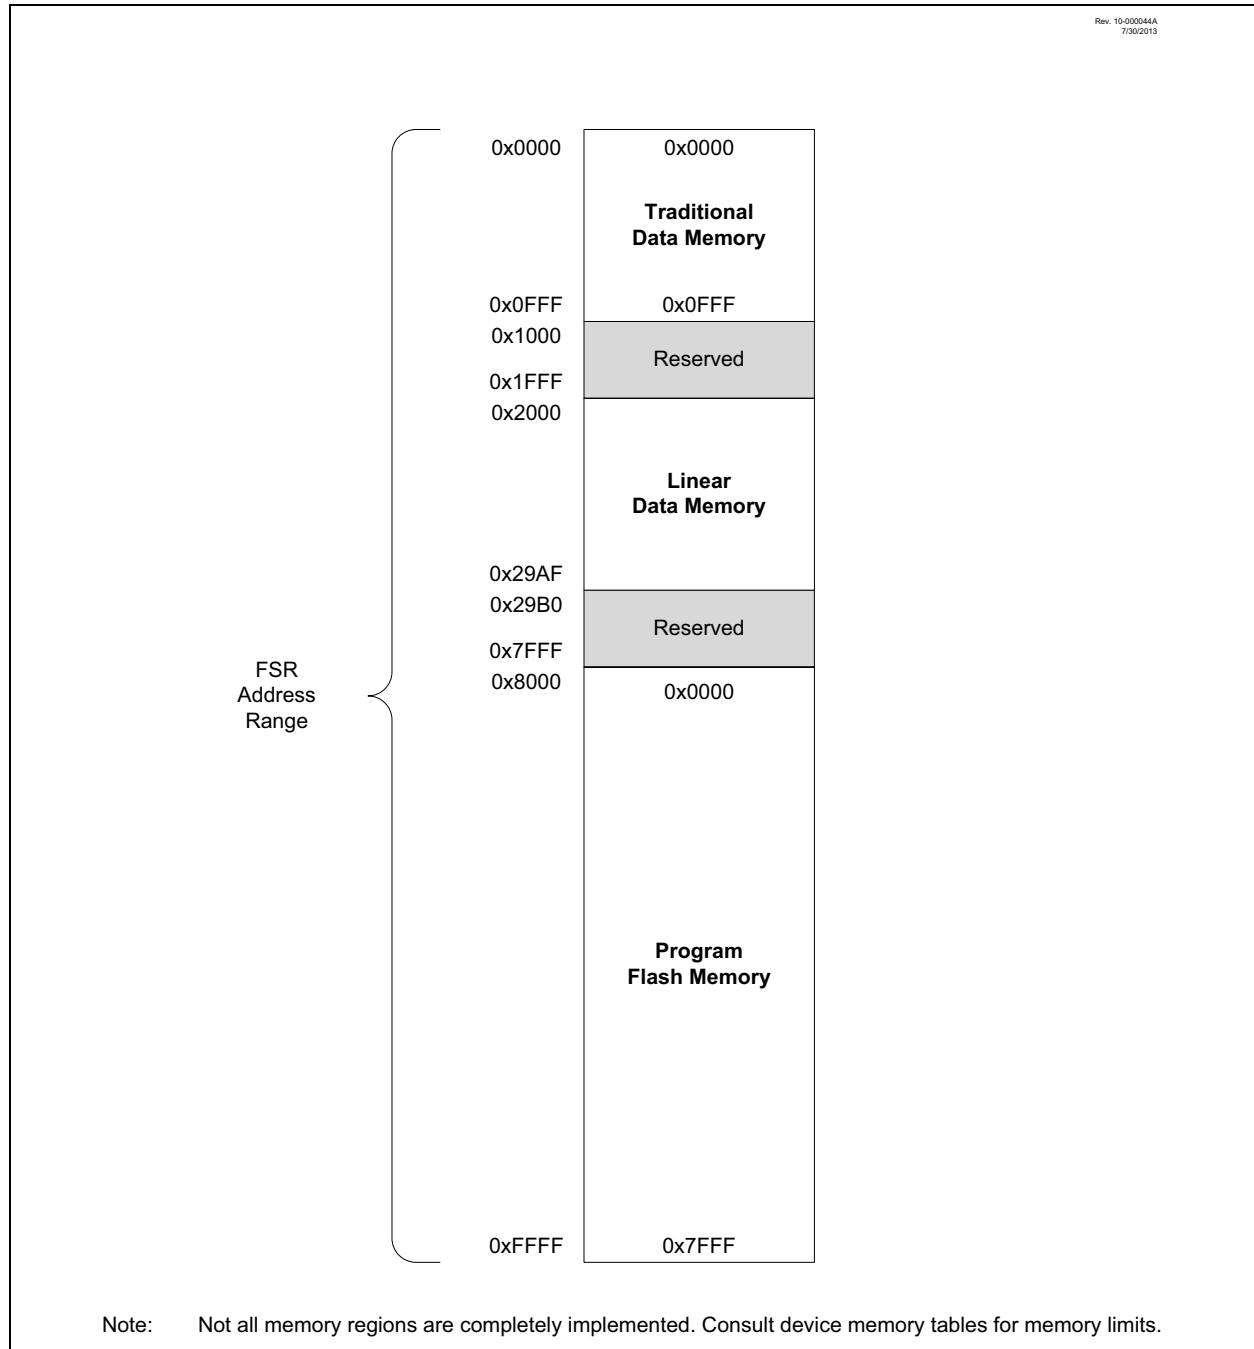 Rev. 10-000044A
7/30/2013
0x0000 0x0000
Traditional
Data Memory
0x0FFF 0x0FFF
0x1000
Reserved
0x1FFF
0x2000
Linear
Data Memory
0x29AF
0x29B0
Reserved
0x7FFF
FSR
Address
Range
0x8000 0x0000
Program
Flash Memory
0xFFFF 0x7FFF
Note: Not all memory regions are completely implemented. Consult device memory tables for memory limits.